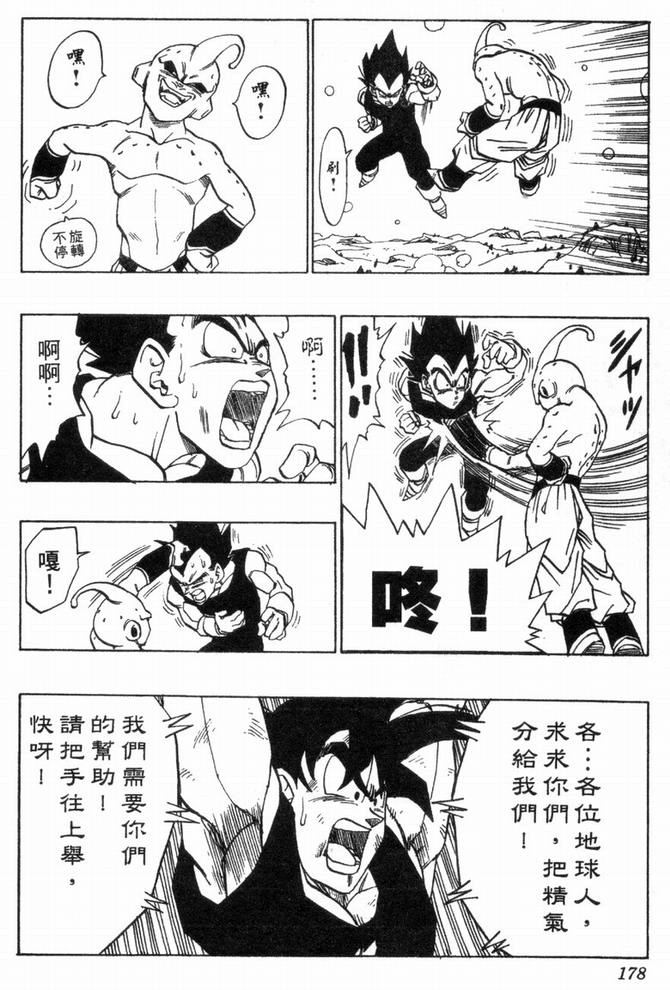 刷！
嘿！
嘿！
旋轉
不停
ジャッ
!!
咚！
啊……
啊
啊…
嘎！
各…各位地球人，
求求你們，把精氣
分給我們！
我們需要你們
的幫助！
請把手往上舉，
快呀！
178